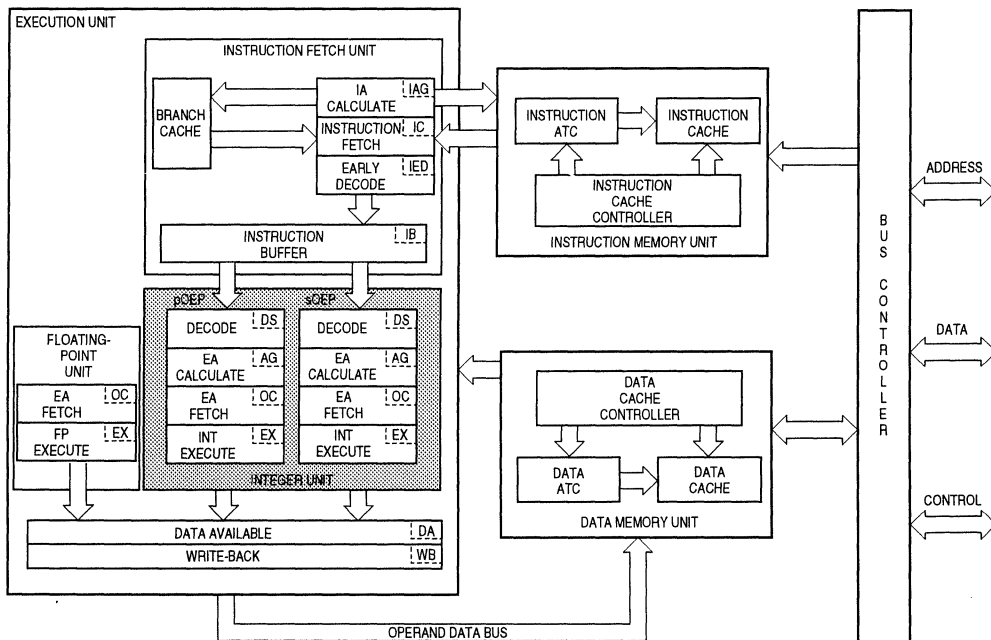 EXECUTION UNIT
INSTRUCTION FETCH UNIT
BRANCH
CACHE
IA
CALCULATE
IAG
INSTRUCTION
FETCH
IC
EARLY
DECODE
IED
INSTRUCTION
BUFFER
IB
pOEP
sOEP
DECODE
DS
EA
CALCULATE
AG
EA
FETCH
OC
INT
EXECUTE
EX
DECODE
DS
EA
CALCULATE
AG
EA
FETCH
OC
INT
EXECUTE
EX
INTEGER UNIT
FLOATING-
POINT
UNIT
EA
FETCH
OC
FP
EXECUTE
EX
DATA AVAILABLE
DA
WRITE-BACK
WB
INSTRUCTION
ATC
INSTRUCTION
CACHE
INSTRUCTION
CACHE
CONTROLLER
INSTRUCTION MEMORY UNIT
DATA
CACHE
CONTROLLER
DATA
ATC
DATA
CACHE
DATA MEMORY UNIT
OPERAND DATA BUS
BUS CONTROLLER
ADDRESS
DATA
CONTROL